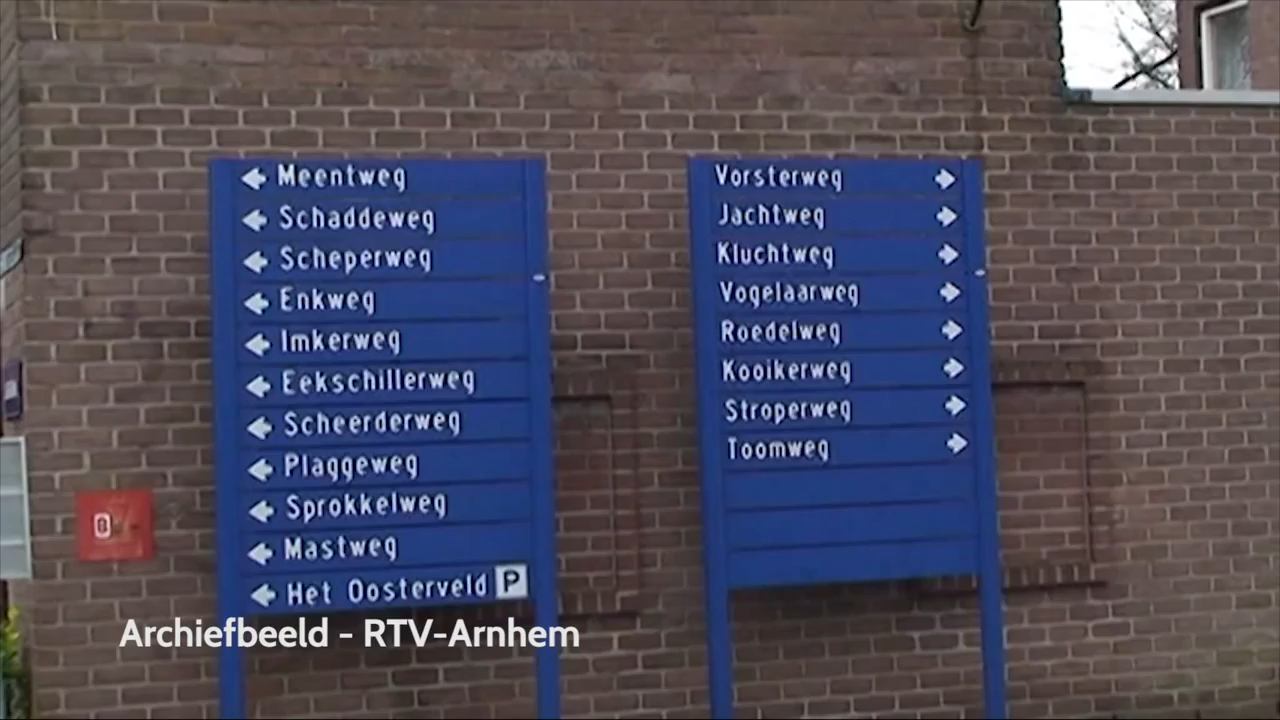 Meentweg
Schaddeweg
Scheperweg
Enkweg
Imkerweg
Eekschillerweg
Scheerderweg
Plaggeweg
Sprokkelweg
Mastweg
Het Oosterveld P
Vorsterweg
Jachtweg
Kluchtweg
Vogelaarweg
Roedelweg
Kooikerweg
Stroperweg
Toomweg
B
Archiefbeeld - RTV-Arnhem